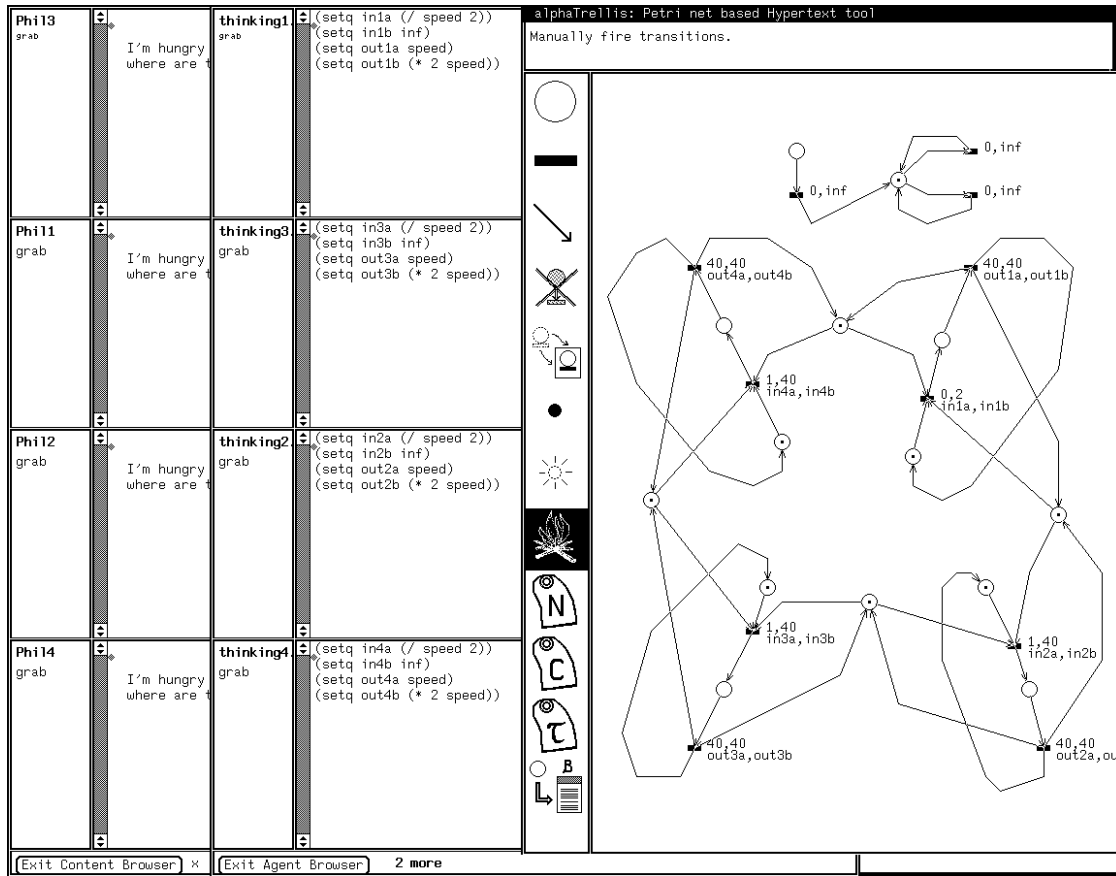 Phil3
grab
I'm hungry
where are t
thinking1.
grab
(setq in1a (/ speed 2))
(setq in1b inf)
(setq out1a speed)
(setq out1b (* 2 speed))
Phil1
grab
I'm hungry
where are t
thinking3.
grab
(setq in3a (/ speed 2))
(setq in3b inf)
(setq out3a speed)
(setq out3b (* 2 speed))
Phil2
grab
I'm hungry
where are t
thinking2.
grab
(setq in2a (/ speed 2))
(setq in2b inf)
(setq out2a speed)
(setq out2b (* 2 speed))
Phil4
grab
I'm hungry
where are t
thinking4.
grab
(setq in4a (/ speed 2))
(setq in4b inf)
(setq out4a speed)
(setq out4b (* 2 speed))
Exit Content Browser
x
Exit Agent Browser
2 more
alphaTrellis: Petri net based Hypertext tool
Manually fire transitions.
N
C
τ
B
0,inf
0,inf
0,inf
40,40
out4a,out4b
40,40
out1a,out1b
1,40
in4a,in4b
0,2
in1a,in1b
1,40
in3a,in3b
1,40
in2a,in2b
40,40
out3a,out3b
40,40
out2a,ou